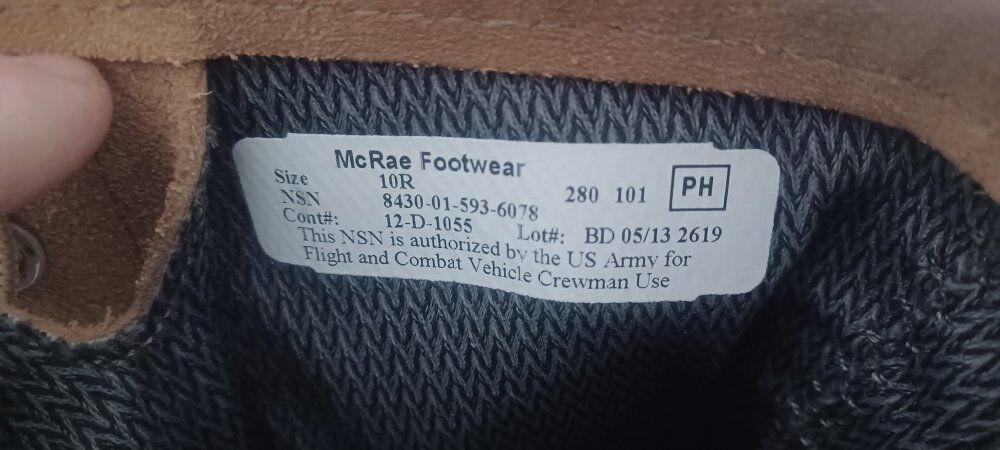 McRae Footwear
Size 10R 280 101 PH
NSN 8430-01-593-6078
Cont#: 12-D-1055 Lot#: BD 05/13 2619
This NSN is authorized by the US Army for
Flight and Combat Vehicle Crewman Use